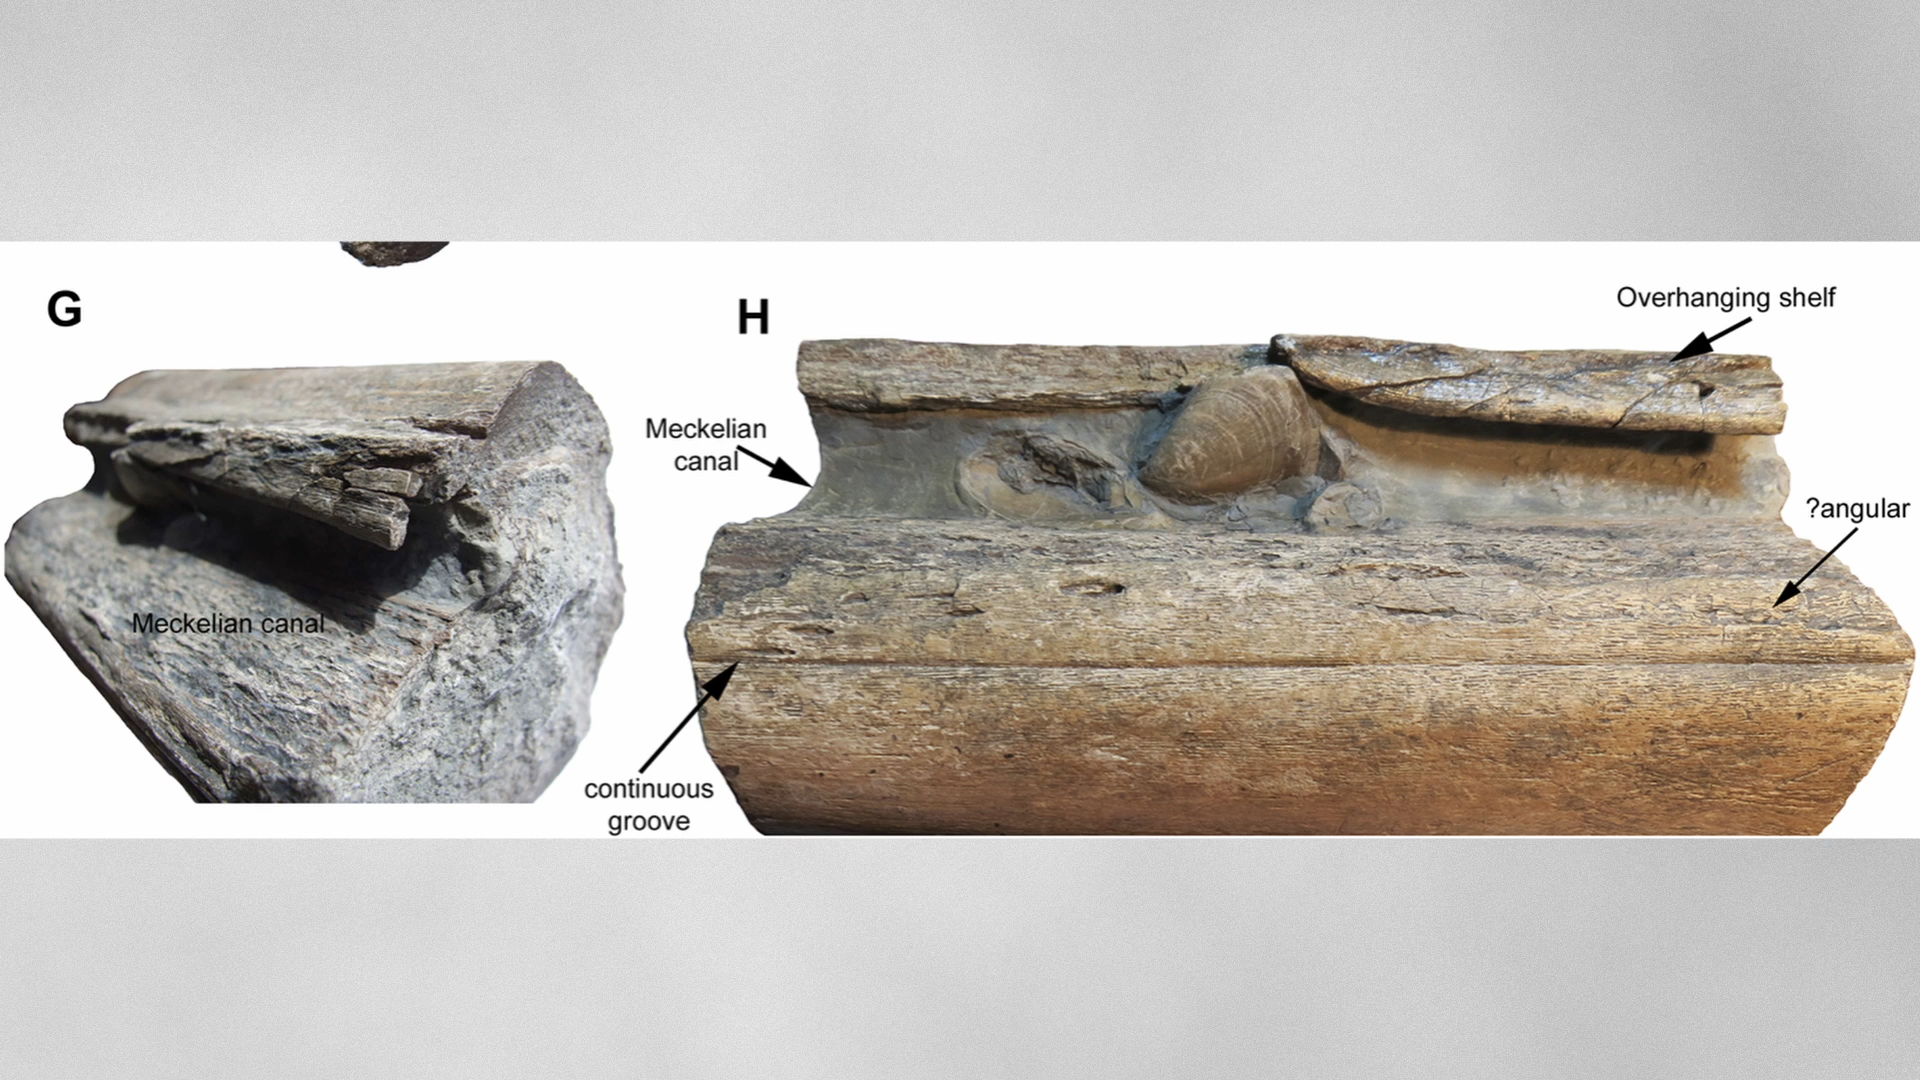 G
Meckelian canal
H
Overhanging shelf
Meckelian
canal
?angular
continuous
groove